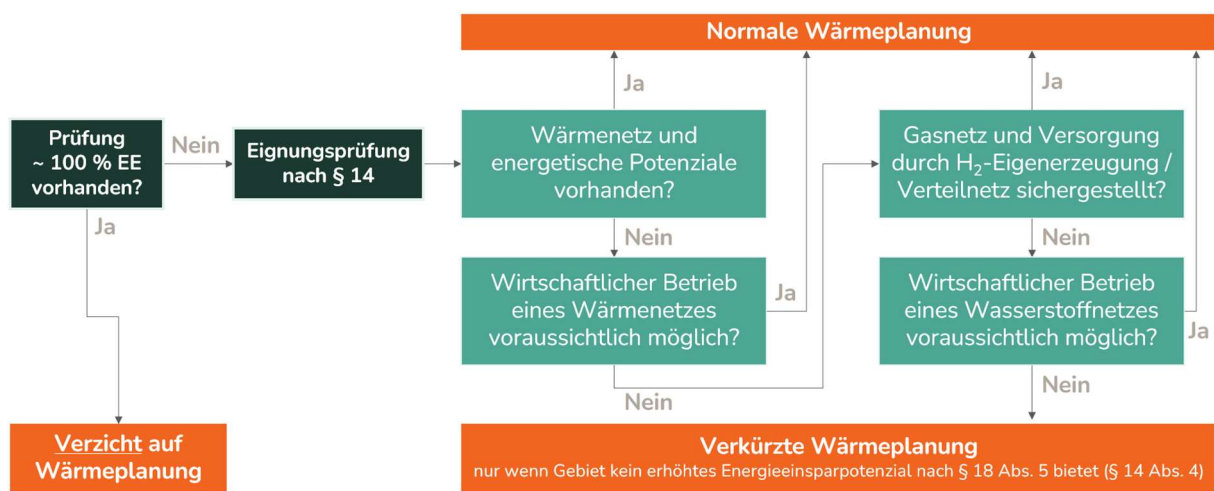 Normale Wärmeplanung
Ja
Ja
Prüfung
~ 100 % EE
vorhanden?
Nein
Eignungsprüfung
nach § 14
Wärmenetz und
energetische Potenziale
vorhanden?
Gasnetz und Versorgung
durch H₂-Eigenerzeugung /
Verteilnetz sichergestellt?
Ja
Nein
Nein
Wirtschaftlicher Betrieb
eines Wärmenetzes
voraussichtlich möglich?
Ja
Wirtschaftlicher Betrieb
eines Wasserstoffnetzes
voraussichtlich möglich?
Ja
Nein
Nein
Verzicht auf
Wärmeplanung
Verkürzte Wärmeplanung
nur wenn Gebiet kein erhöhtes Energieeinsparpotenzial nach § 18 Abs. 5 bietet (§ 14 Abs. 4)